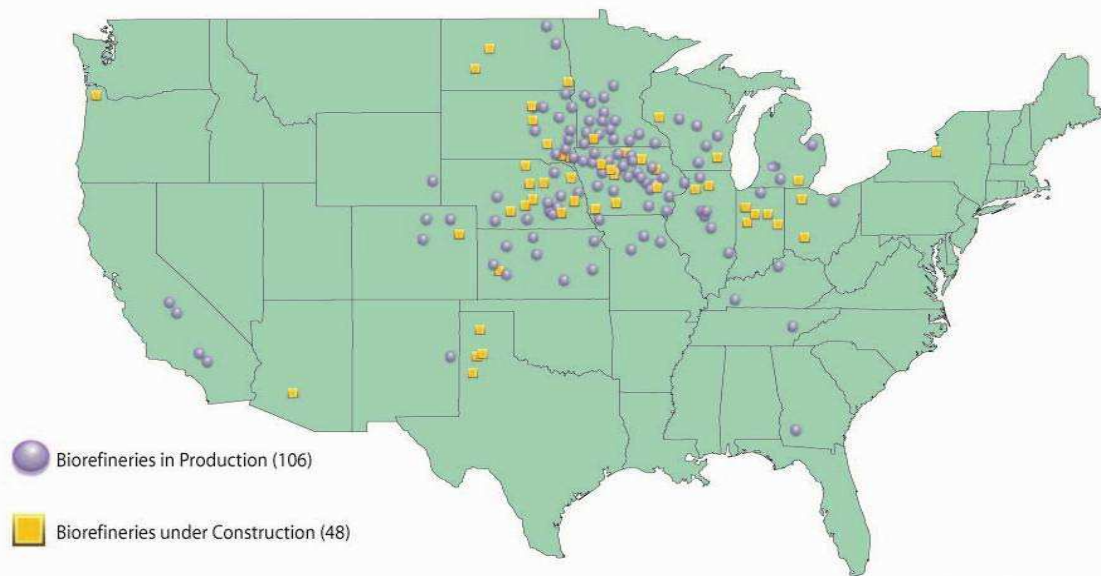 Biorefineries in Production (106)
Biorefineries under Construction (48)